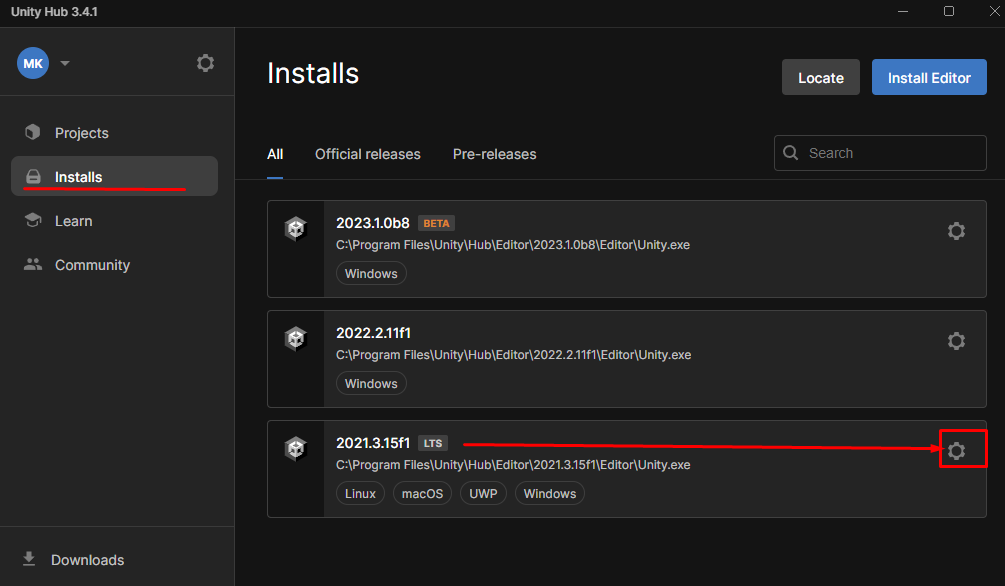 Unity Hub 3.4.1
MK
Projects
Installs
Learn
Community
Downloads
Installs
Locate
Install Editor
All
Official releases
Pre-releases
Search
2023.1.0b8 BETA
C:\Program Files\Unity\Hub\Editor\2023.1.0b8\Editor\Unity.exe
Windows
2022.2.11f1
C:\Program Files\Unity\Hub\Editor\2022.2.11f1\Editor\Unity.exe
Windows
2021.3.15f1 LTS
C:\Program Files\Unity\Hub\Editor\2021.3.15f1\Editor\Unity.exe
Linux macOS UWP Windows